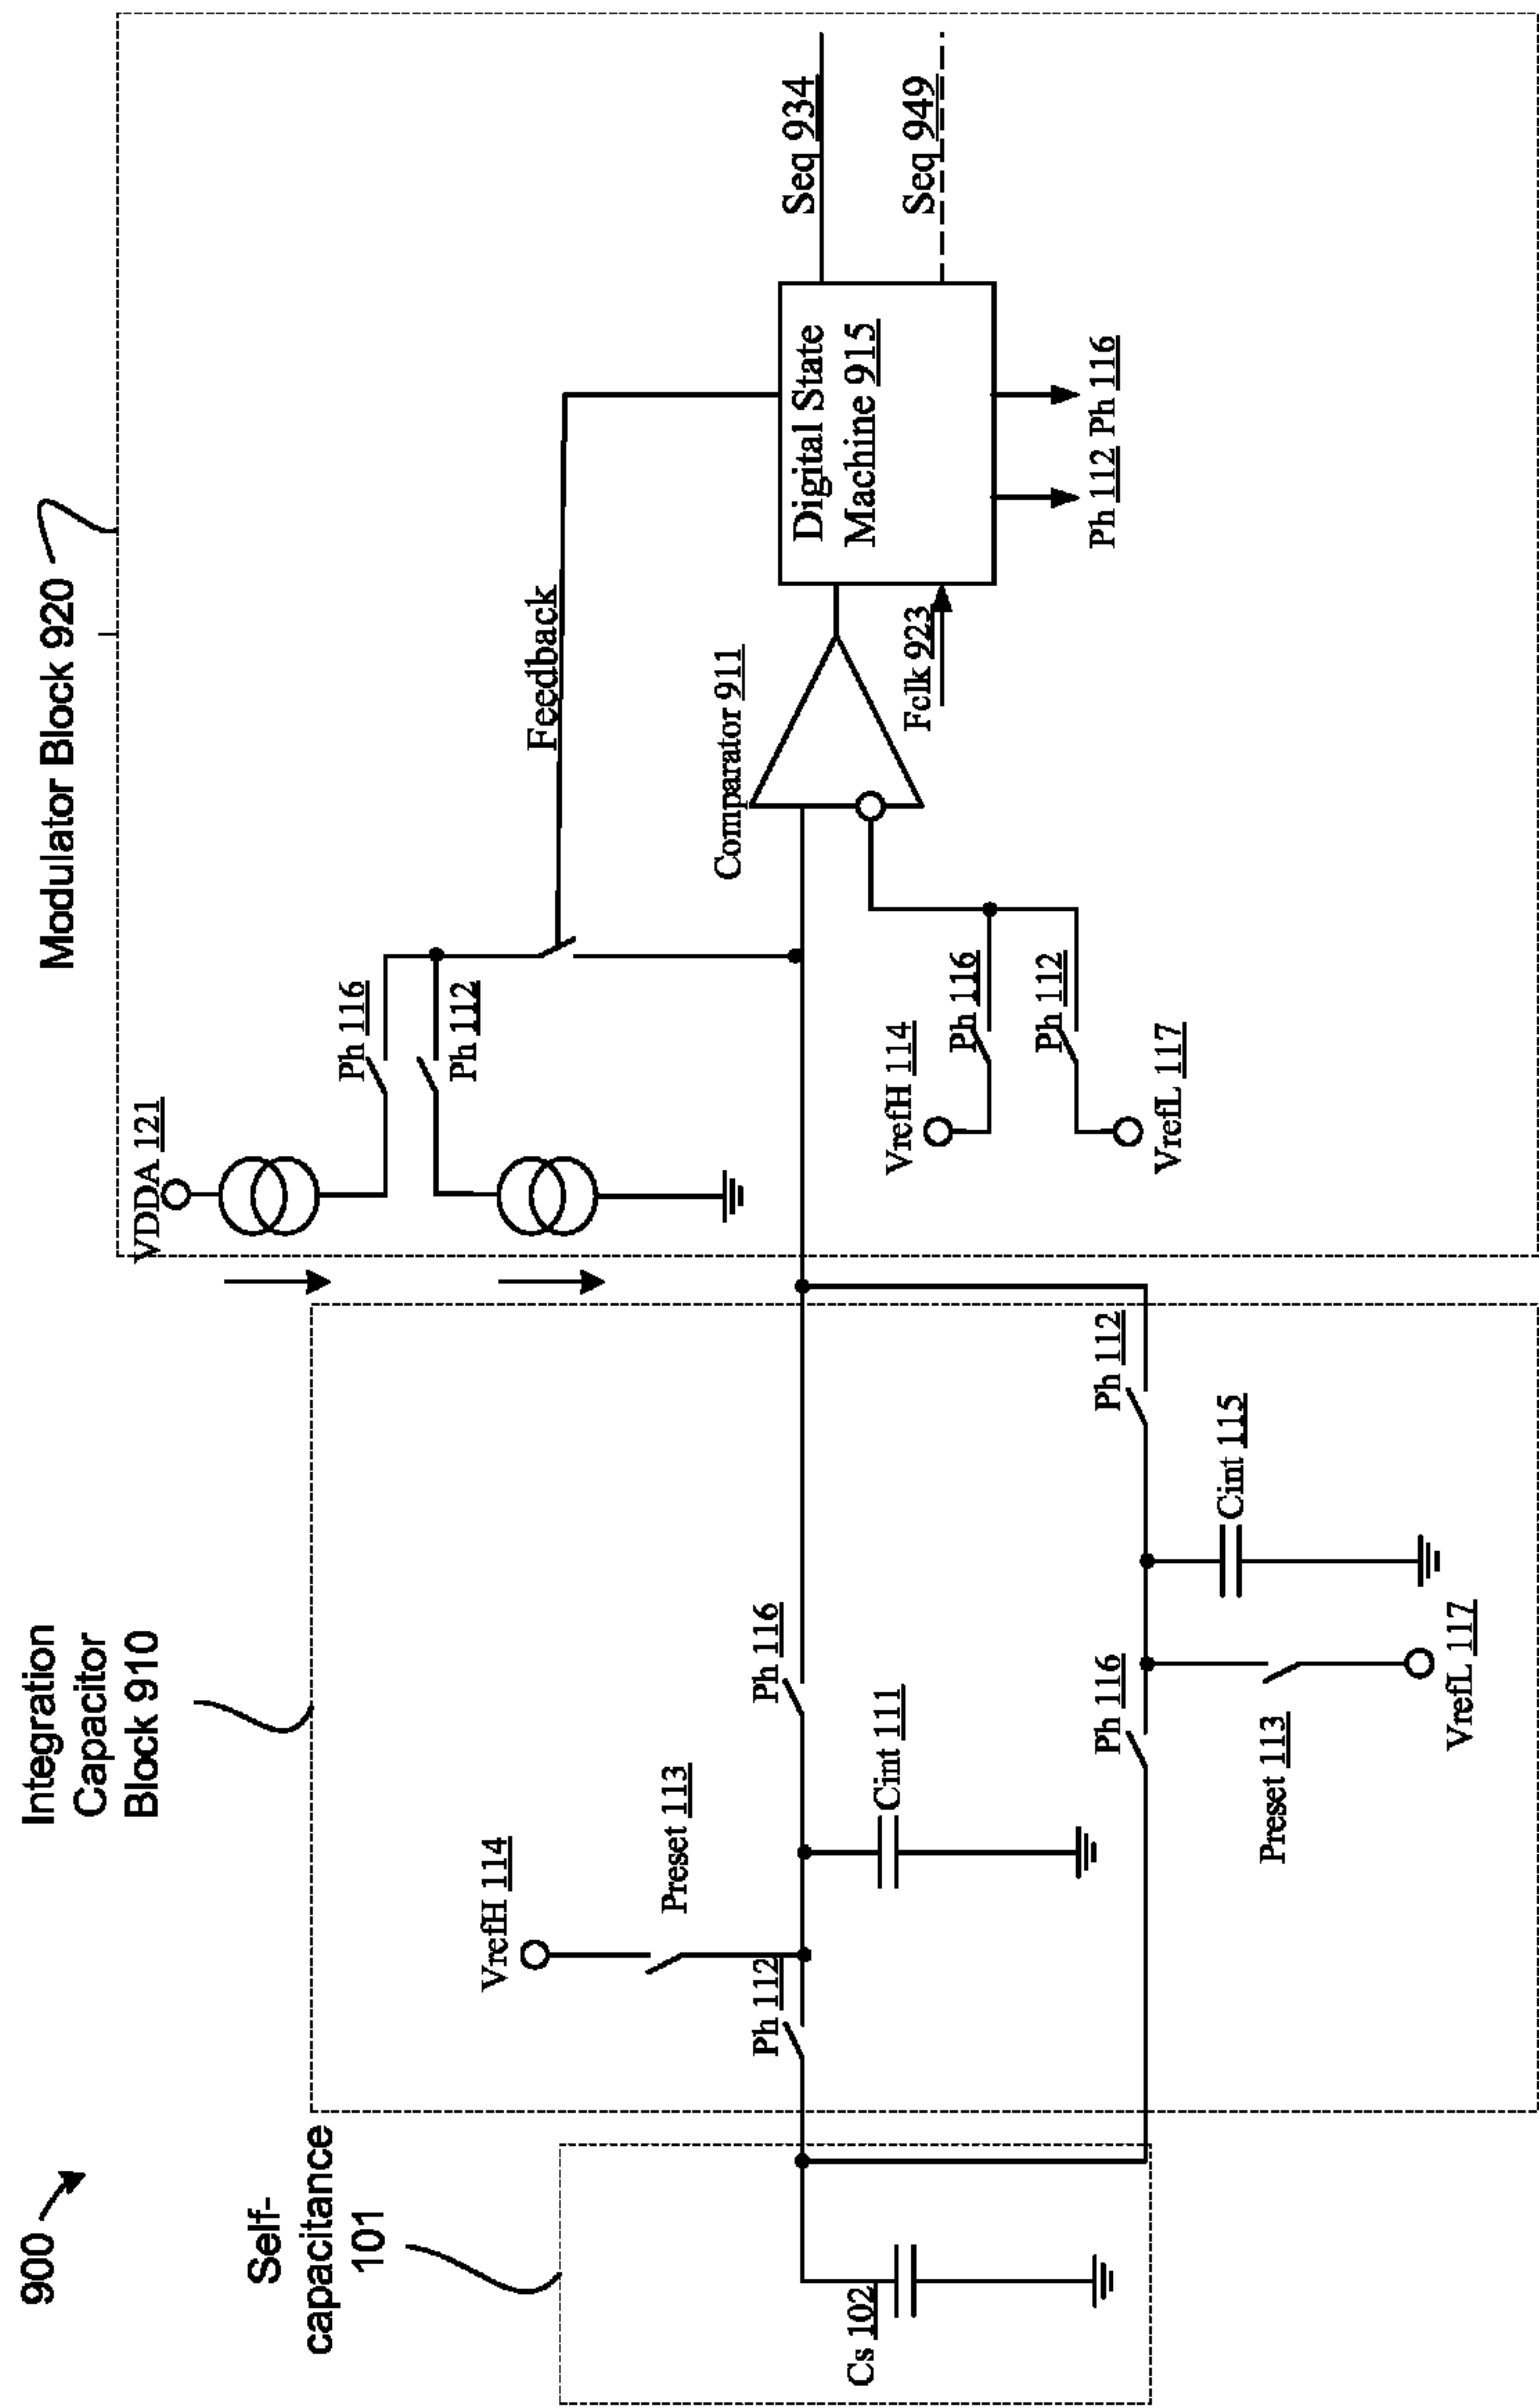 900
Self-
capacitance
101
Cs 102
Integration
Capacitor
Block 910
VrefH 114
Preset 113
Ph 112
Ph 116
Cint 111
Ph 116
Ph 112
Cint 115
Preset 113
VrefL 117
Modulator Block 920
VDDA 121
Ph 116
Ph 112
Feedback
Comparator 911
VrefH 114
Ph 116
Ph 112
VrefL 117
Fclk 923
Digital State
Machine 915
Seq 934
Seq 949
Ph 112 Ph 116